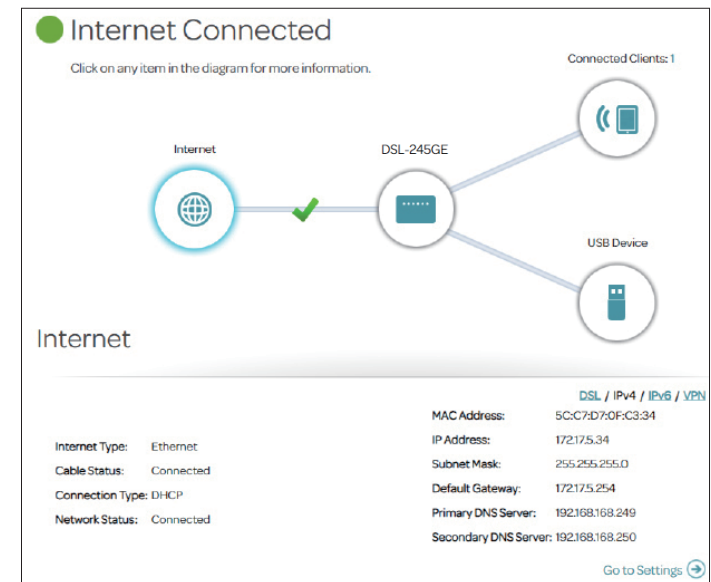 Internet Connected
Click on any item in the diagram for more information.
Connected Clients: 1
Internet
DSL-245GE
USB Device
Internet
DSL / IPv4 / IPv6 / VPN
MAC Address: 5C:C7:D7:0F:C3:34
Internet Type: Ethernet
IP Address: 172.17.5.34
Cable Status: Connected
Subnet Mask: 255.255.255.0
Connection Type: DHCP
Default Gateway: 172.17.5.254
Network Status: Connected
Primary DNS Server: 192.168.168.249
Secondary DNS Server: 192.168.168.250
Go to Settings